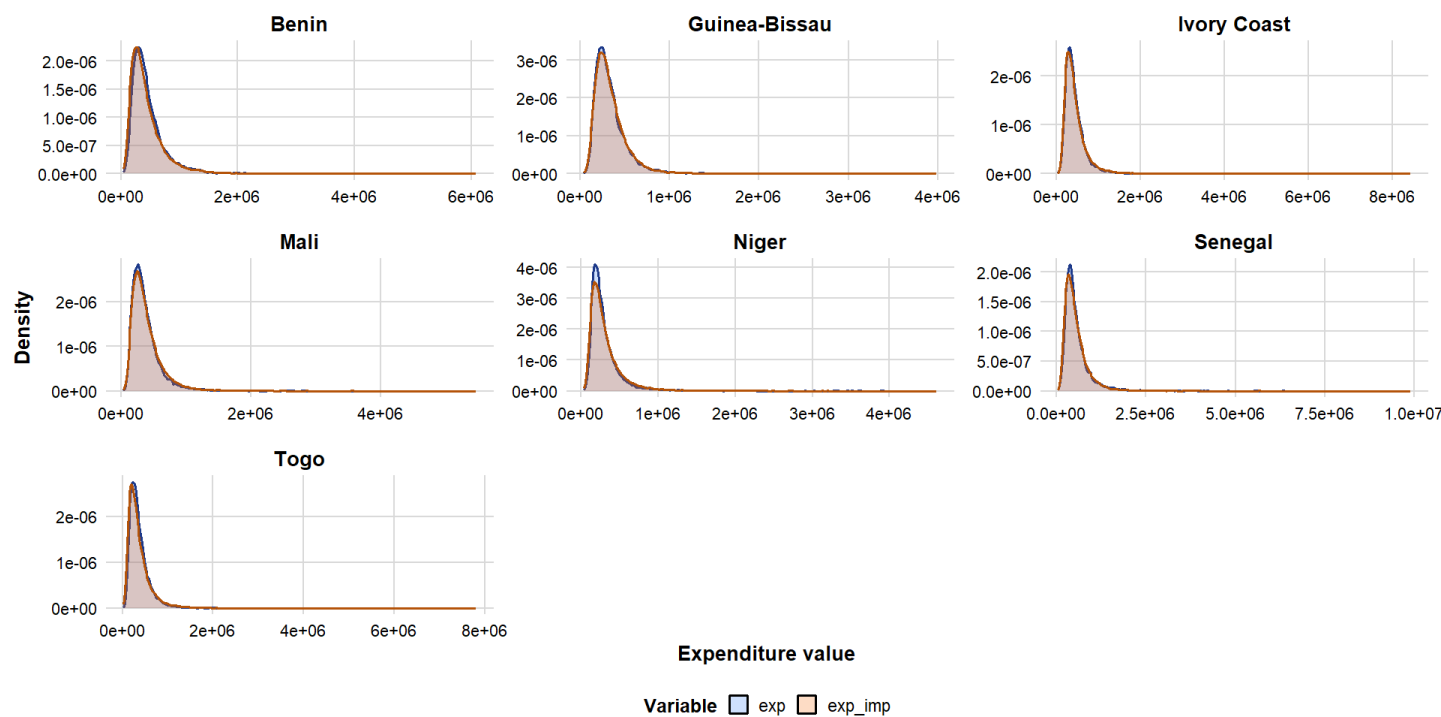 Benin
Guinea-Bissau
Ivory Coast
2.0e-06
1.5e-06
1.0e-06
5.0e-07
0.0e+00
0e+00 2e+06 4e+06 6e+06
3e-06
2e-06
1e-06
0e+00
0e+00 1e+06 2e+06 3e+06 4e+06
2e-06
1e-06
0e+00
0e+00 2e+06 4e+06 6e+06 8e+06
Mali
Niger
Senegal
Density
2e-06
1e-06
0e+00
0e+00 2e+06 4e+06
4e-06
3e-06
2e-06
1e-06
0e+00
0e+00 1e+06 2e+06 3e+06 4e+06
2.0e-06
1.5e-06
1.0e-06
5.0e-07
0.0e+00
0.0e+00 2.5e+06 5.0e+06 7.5e+06 1.0e+07
Togo
2e-06
1e-06
0e+00
0e+00 2e+06 4e+06 6e+06 8e+06
Expenditure value
Variable exp exp_imp